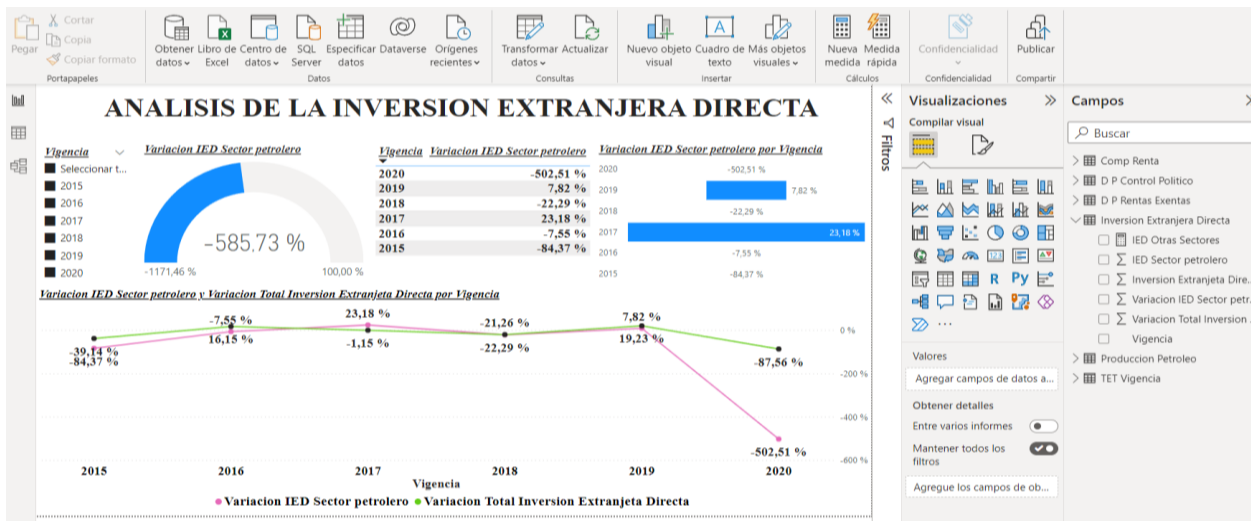 Pegar
Cortar
Copia
Copiar formato
Portapapeles
Obtener datos
Libro de Excel
Centro de datos
SQL Server
Especificar datos
Dataverse
Orígenes recientes
Datos
Transformar datos
Actualizar
Consultas
Nuevo objeto visual
Cuadro de texto
Más objetos visuales
Insertar
Nueva medida
Medida rápida
Cálculos
Confidencialidad
Confidencialidad
Publicar
Compartir
ANALISIS DE LA INVERSION EXTRANJERA DIRECTA
Vigencia
Seleccionar t...
2015
2016
2017
2018
2019
2020
Variacion IED Sector petrolero
-585,73 %
-1171,46 %
100,00 %
Vigencia Variacion IED Sector petrolero
2020 -502,51 %
2019 7,82 %
2018 -22,29 %
2017 23,18 %
2016 -7,55 %
2015 -84,37 %
Variacion IED Sector petrolero por Vigencia
2020 -502,51 %
2019 7,82 %
2018 -22,29 %
2017 23,18 %
2016 -7,55 %
2015 -84,37 %
Variacion IED Sector petrolero y Variacion Total Inversion Extranjeta Directa por Vigencia
-39,14 %
-84,37 %
-7,55 %
16,15 %
23,18 %
-1,15 %
-21,26 %
-22,29 %
7,82 %
19,23 %
-87,56 %
-502,51 %
0 %
-200 %
-400 %
-600 %
2015 2016 2017 2018 2019 2020
Vigencia
Variacion IED Sector petrolero Variacion Total Inversion Extranjeta Directa
Filtros
Visualizaciones
Compilar visual
R
Py
123
...
Valores
Agregar campos de datos a...
Obtener detalles
Entre varios informes
Mantener todos los filtros
Agregue los campos de ob...
Campos
Buscar
Comp Renta
D P Control Politico
D P Rentas Exentas
Inversion Extranjera Directa
IED Otras Sectores
IED Sector petrolero
Inversion Extranjeta Dire...
Variacion IED Sector petr...
Variacion Total Inversion ...
Vigencia
Produccion Petroleo
TET Vigencia